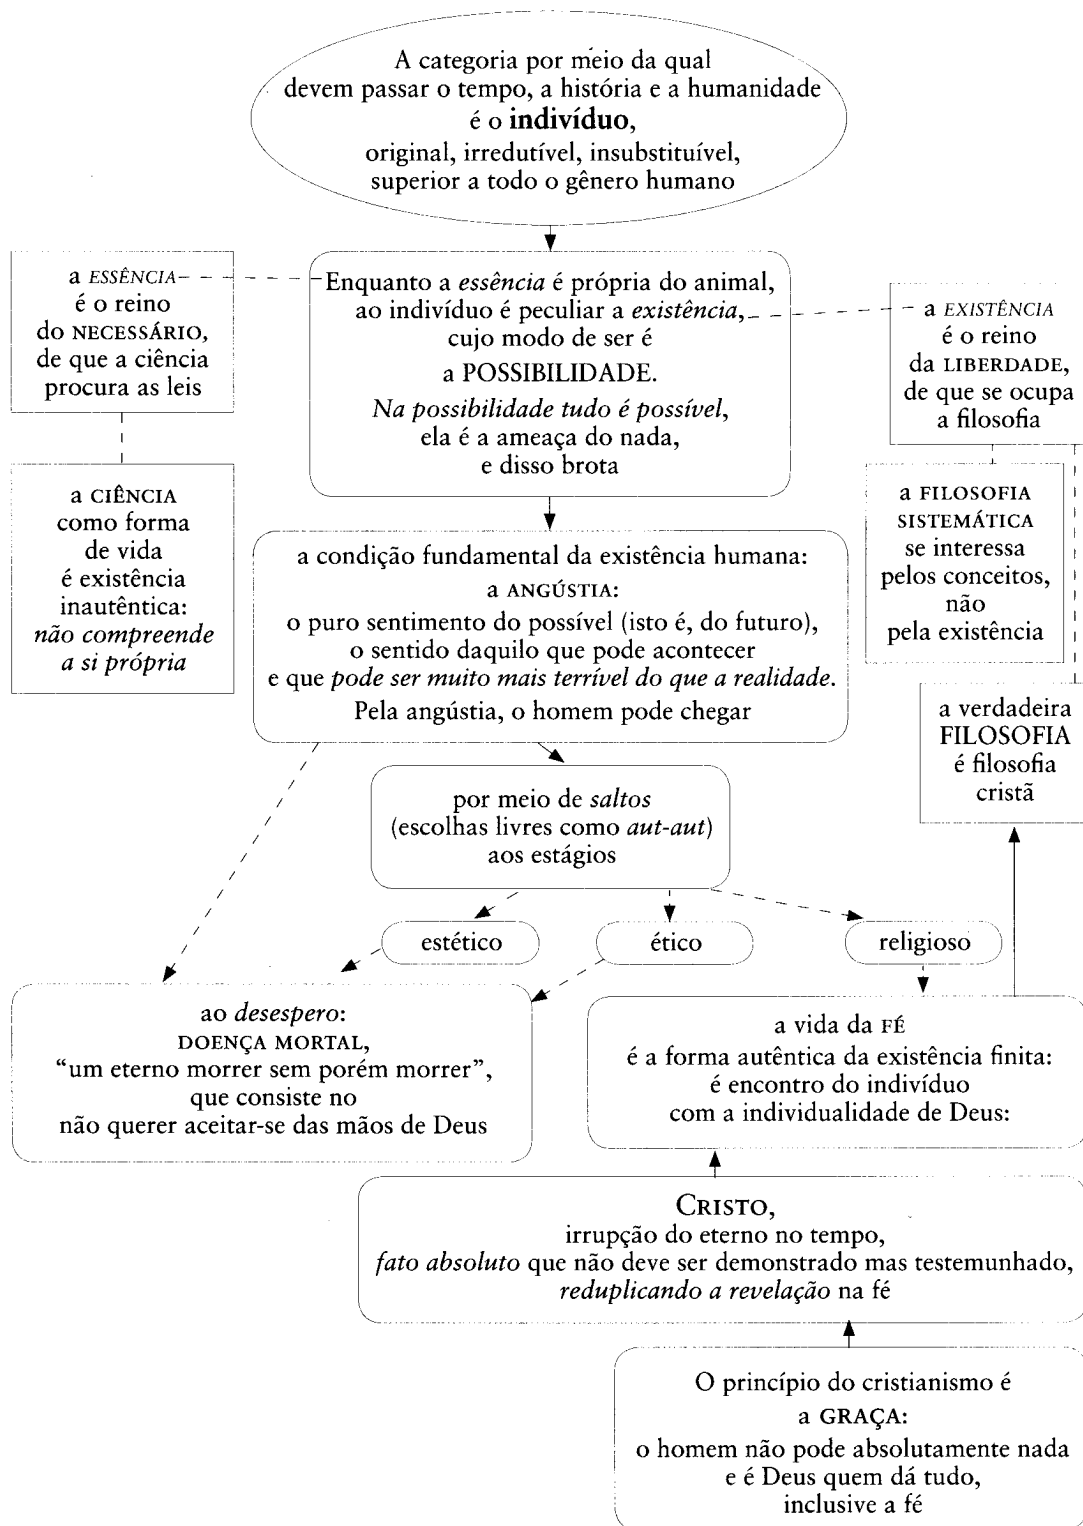 A categoria por meio da qual
devem passar o tempo, a história e a humanidade
é o indivíduo,
original, irredutível, insubstituível,
superior a todo o gênero humano
a ESSÊNCIA
é o reino
do NECESSÁRIO,
de que a ciência
procura as leis
Enquanto a essência é própria do animal,
ao indivíduo é peculiar a existência,
cujo modo de ser é
a POSSIBILIDADE.
Na possibilidade tudo é possível,
ela é a ameaça do nada,
e disso brota
a EXISTÊNCIA
é o reino
da LIBERDADE,
de que se ocupa
a filosofia
a CIÊNCIA
como forma
de vida
é existência
inautêntica:
não compreende
a si própria
a FILOSOFIA
SISTEMÁTICA
se interessa
pelos conceitos,
não
pela existência
a condição fundamental da existência humana:
a ANGÚSTIA:
o puro sentimento do possível (isto é, do futuro),
o sentido daquilo que pode acontecer
e que pode ser muito mais terrível do que a realidade.
Pela angústia, o homem pode chegar
a verdadeira
FILOSOFIA
é filosofia
cristã
por meio de saltos
(escolhas livres como aut-aut)
aos estágios
estético
ético
religioso
ao desespero:
DOENÇA MORTAL,
“um eterno morrer sem porém morrer”,
que consiste no
não querer aceitar-se das mãos de Deus
a vida da FÉ
é a forma autêntica da existência finita:
é encontro do indivíduo
com a individualidade de Deus:
CRISTO,
irrupção do eterno no tempo,
fato absoluto que não deve ser demonstrado mas testemunhado,
reduplicando a revelação na fé
O princípio do cristianismo é
a GRAÇA:
o homem não pode absolutamente nada
e é Deus quem dá tudo,
inclusive a fé